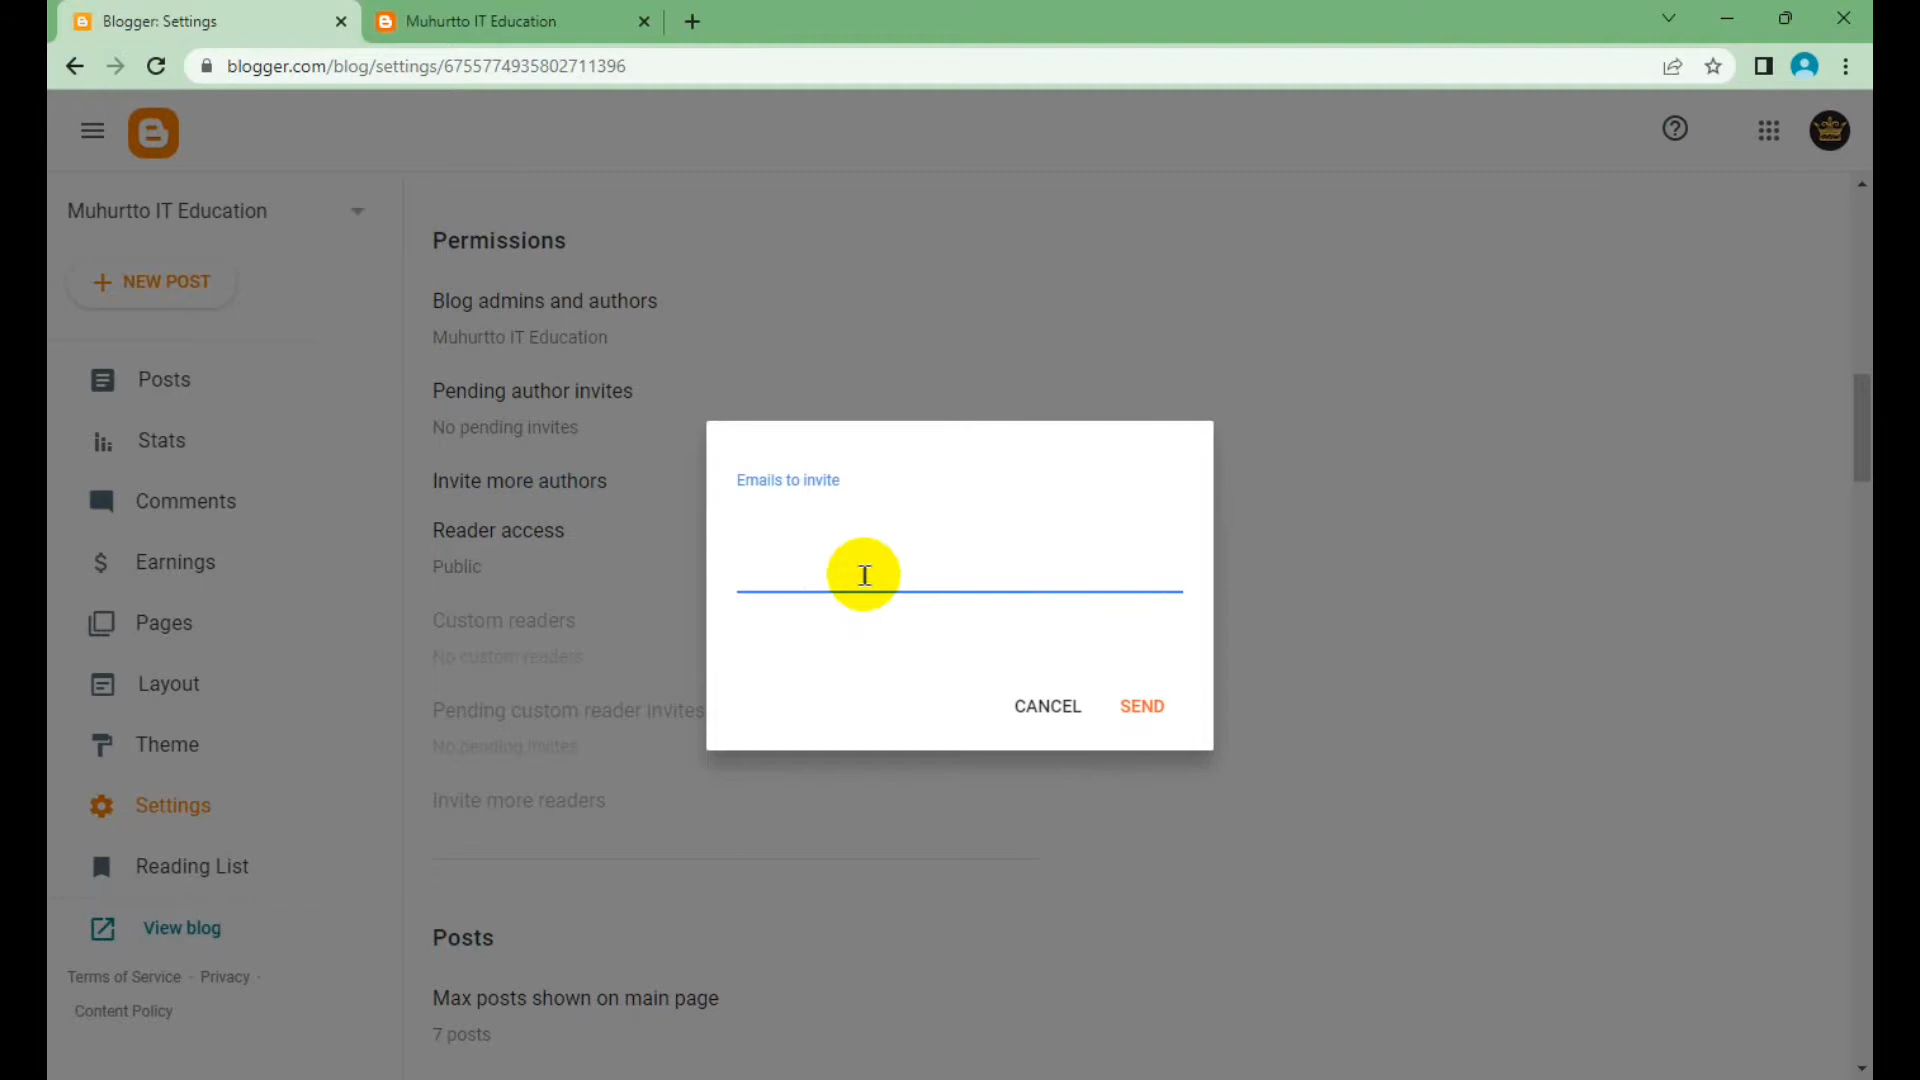 Blogger: Settings
Muhurtto IT Education
blogger.com/blog/settings/6755774935802711396
Muhurtto IT Education
NEW POST
Posts
Stats
Comments
Earnings
Pages
Layout
Theme
Settings
Reading List
View blog
Terms of Service · Privacy ·
Content Policy
Permissions
Blog admins and authors
Muhurtto IT Education
Pending author invites
No pending invites
Invite more authors
Reader access
Public
Custom readers
No custom readers
Pending custom reader invites
No pending invites
Invite more readers
Posts
Max posts shown on main page
7 posts
Emails to invite
CANCEL
SEND